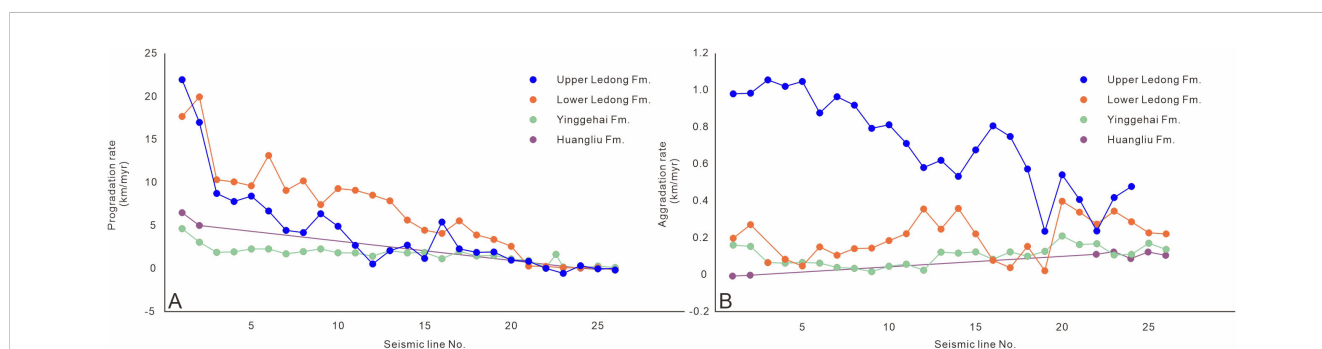 25
20
15
10
5
0
-5
Progradation rate
(km/myr)
Upper Ledong Fm.
Lower Ledong Fm.
Yinggehai Fm.
Huangliu Fm.
A
5
10
15
20
25
Seismic line No.
1.2
1.0
0.8
0.6
0.4
0.2
0
-0.2
Aggradation rate
(km/myr)
Upper Ledong Fm.
Lower Ledong Fm.
Yinggehai Fm.
Huangliu Fm.
B
5
10
15
20
25
Seismic line No.